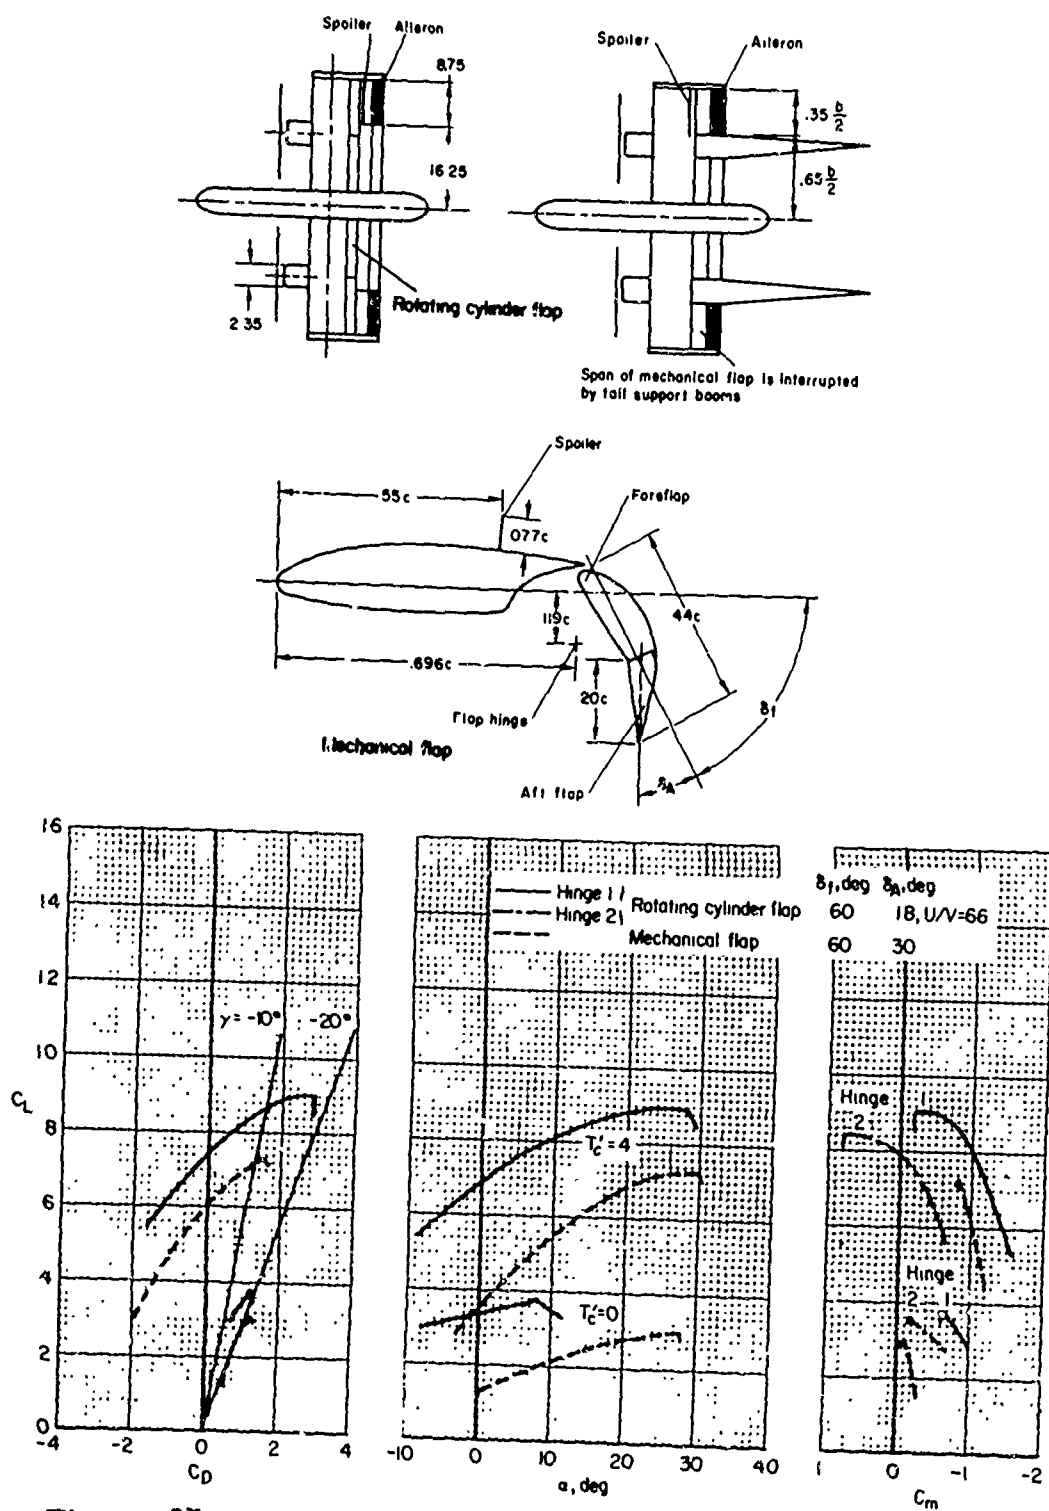 Spoiler Aileron
8.75
16 25
2 35
Rotating cylinder flap
Spoiler Aileron
.35 b/2
.65 b/2
Span of mechanical flap is interrupted
by tail support booms
Spoiler
55c
077c
Foreflap
119c
44c
.696c
20c
Flap hinge
δf
Mechanical flap
Aft flap
δA
16
14
12
10
8
6
4
2
0
CL
γ = -10° -20°
-4 -2 0 2 4
CD
Hinge 1
Hinge 2
Rotating cylinder flap
Mechanical flap
δf,deg δA,deg
60 18, U/V=66
60 30
Tc'=4
Tc'=0
-10 0 10 20 30 40
α, deg
Hinge
2 1
Hinge
2 1
1 0 -1 -2
Cm